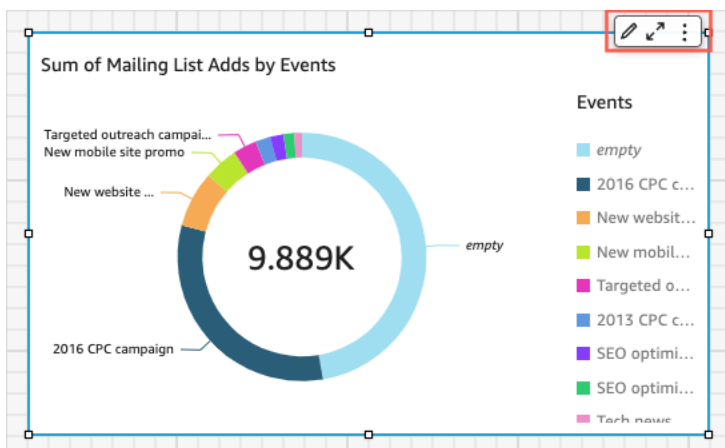 Sum of Mailing List Adds by Events
Targeted outreach campai...
New mobile site promo
New website ...
2016 CPC campaign
9.889K
empty
Events
empty
2016 CPC c...
New websit...
New mobil...
Targeted o...
2013 CPC c...
SEO optimi...
SEO optimi...
Tech news